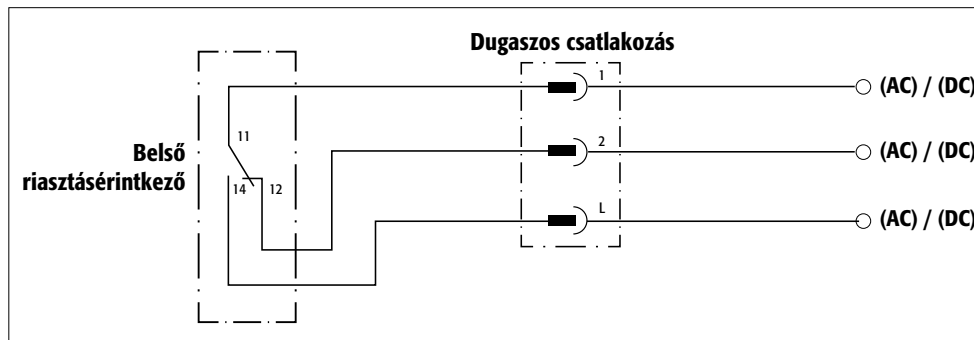 Dugaszos csatlakozás
1
(AC) / (DC)
11
2
(AC) / (DC)
Belső
riasztásérintkező
14
12
L
(AC) / (DC)